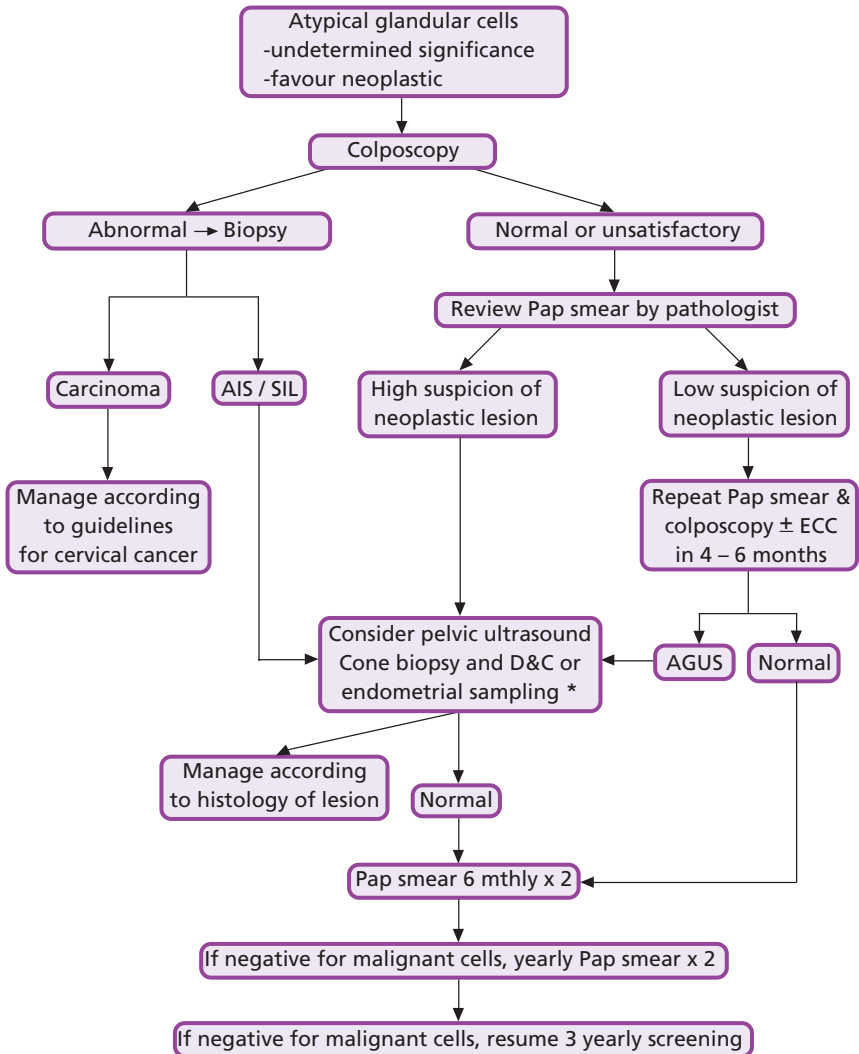 Atypical glandular cells
-undetermined significance
-favour neoplastic
Colposcopy
Abnormal → Biopsy
Normal or unsatisfactory
Review Pap smear by pathologist
Carcinoma
AIS / SIL
High suspicion of
neoplastic lesion
Low suspicion of
neoplastic lesion
Manage according
to guidelines
for cervical cancer
Repeat Pap smear &
colposcopy ± ECC
in 4 – 6 months
Consider pelvic ultrasound
Cone biopsy and D&C or
endometrial sampling *
AGUS
Normal
Manage according
to histology of lesion
Normal
Pap smear 6 mthly x 2
If negative for malignant cells, yearly Pap smear x 2
If negative for malignant cells, resume 3 yearly screening